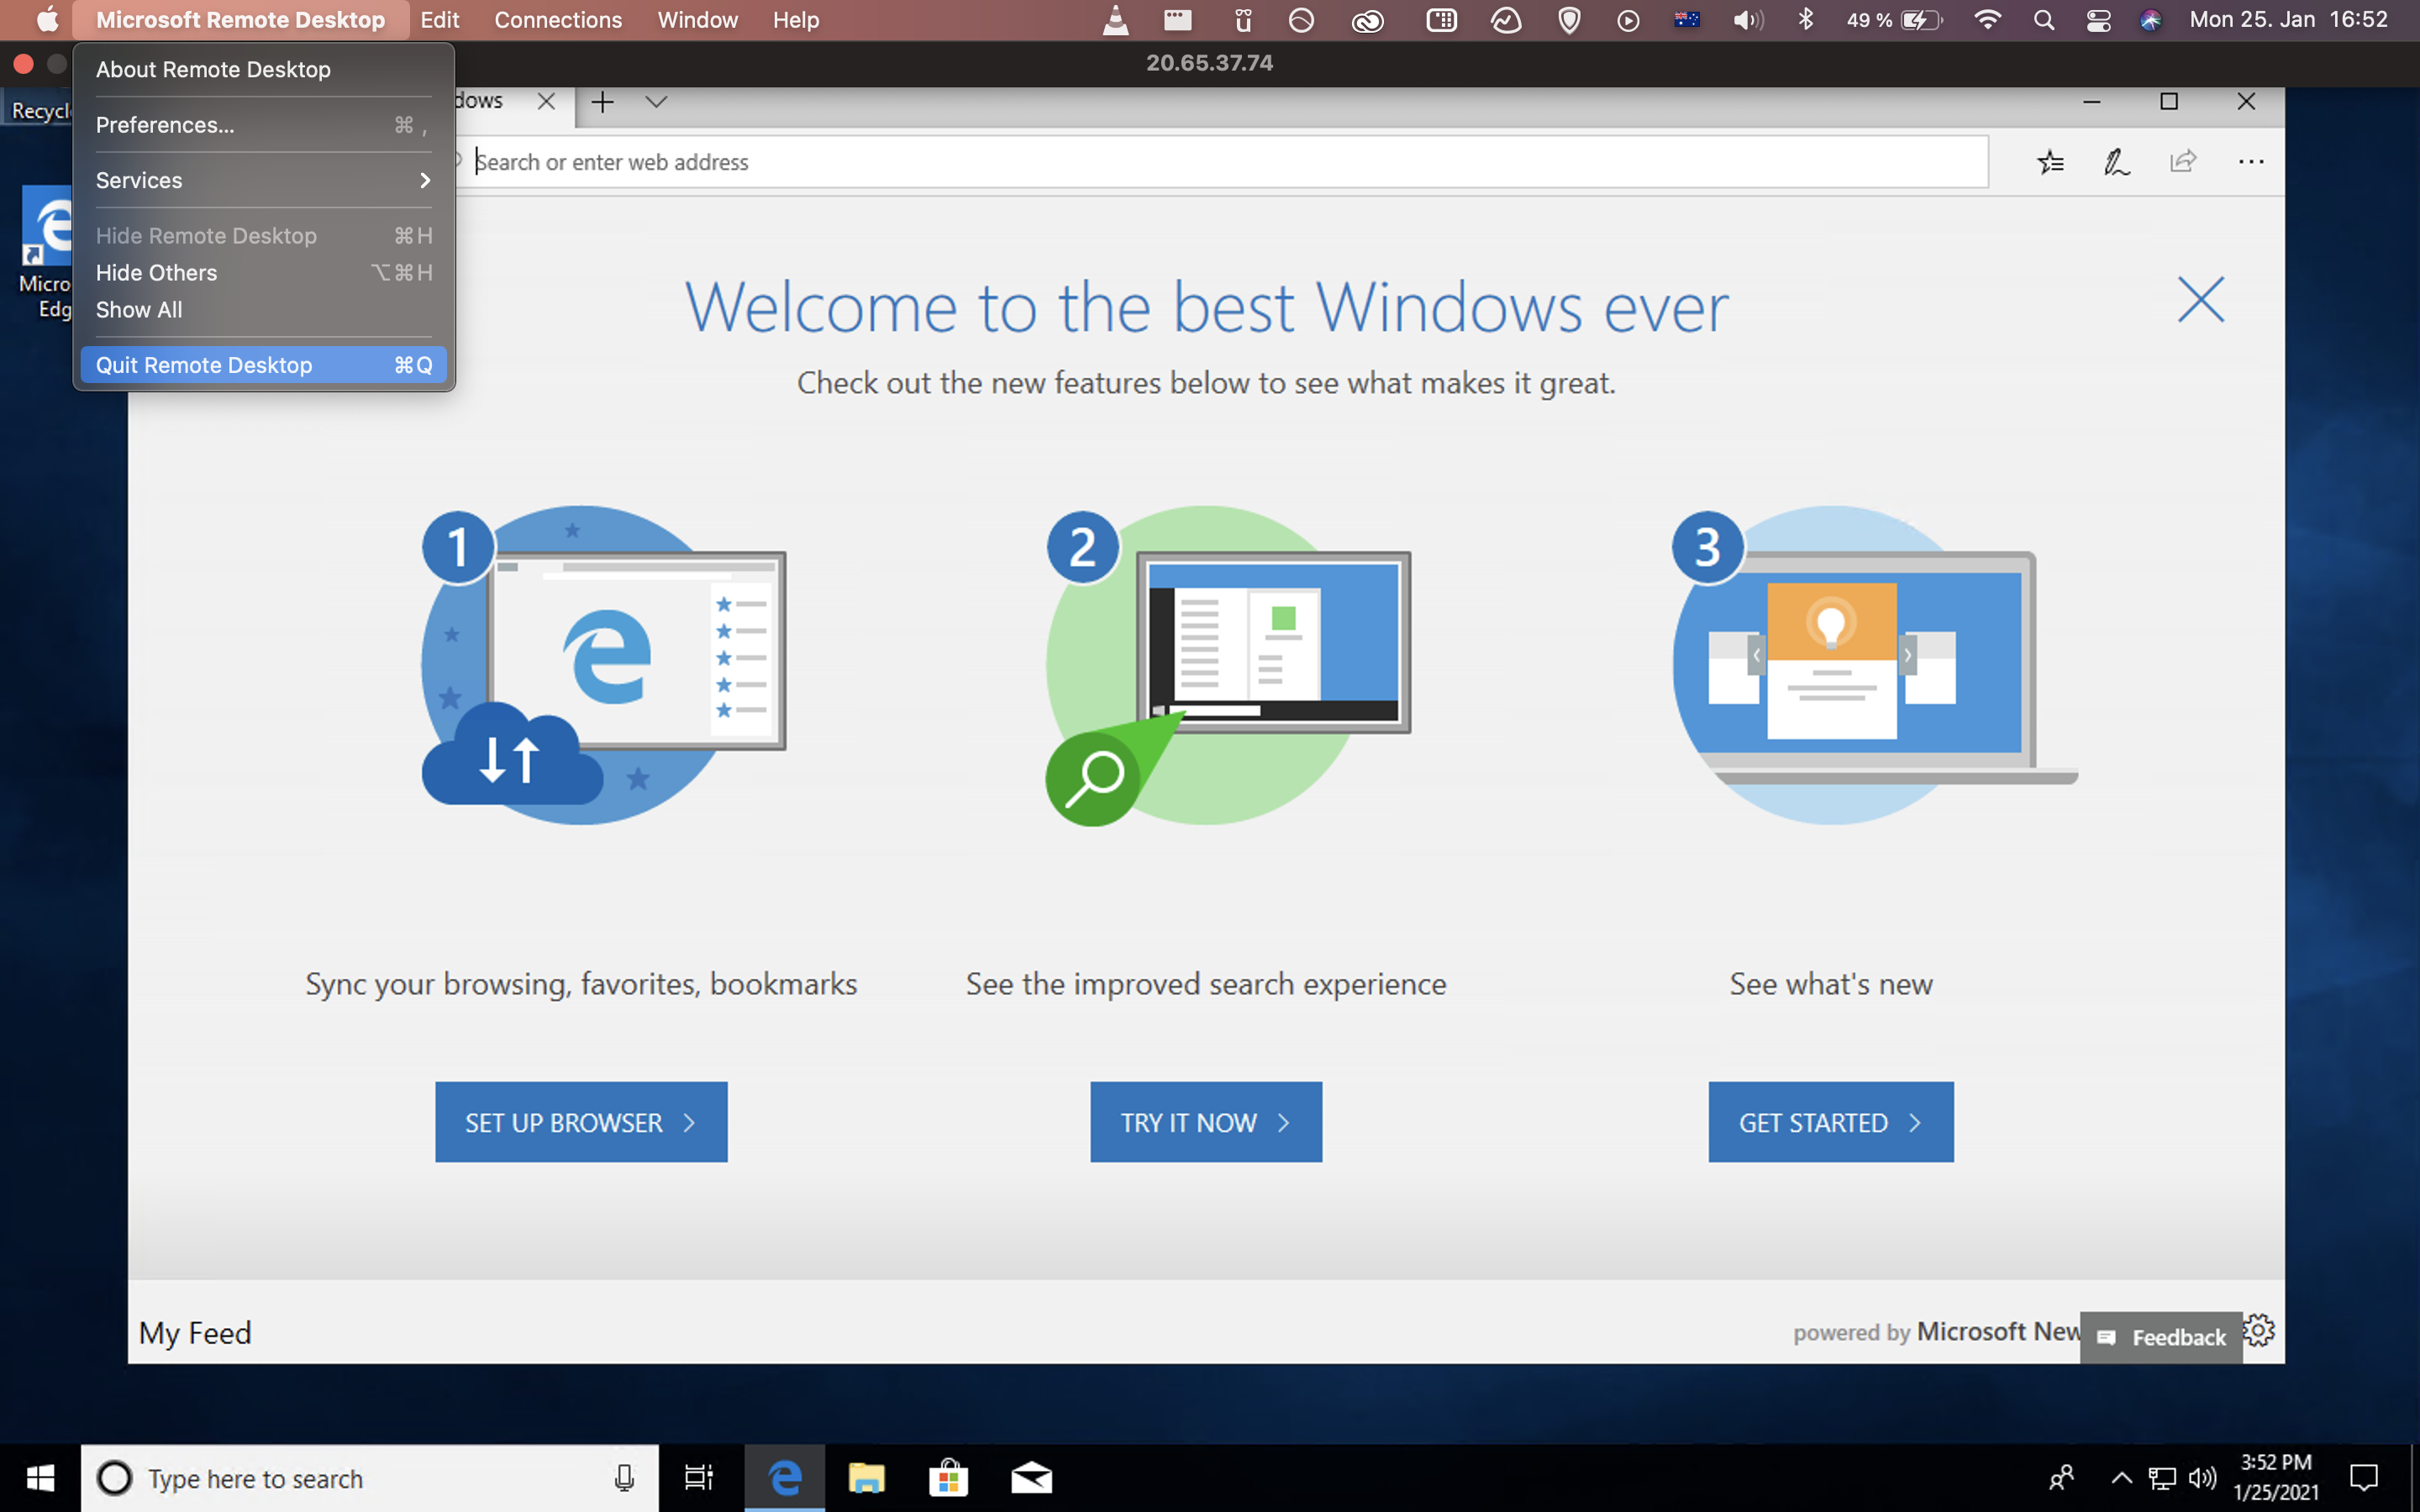 Microsoft Remote Desktop Edit Connections Window Help 49 % Mon 25. Jan 16:52
20.65.37.74
About Remote Desktop
Preferences... ⌘ ,
Services
Hide Remote Desktop ⌘H
Hide Others ⌥⌘H
Show All
Quit Remote Desktop ⌘Q
Recycl
dows
Search or enter web address
Micro
Edg
Welcome to the best Windows ever
Check out the new features below to see what makes it great.
1
2
3
Sync your browsing, favorites, bookmarks
See the improved search experience
See what's new
SET UP BROWSER
TRY IT NOW
GET STARTED
My Feed
powered by Microsoft New
Feedback
Type here to search
3:52 PM
1/25/2021